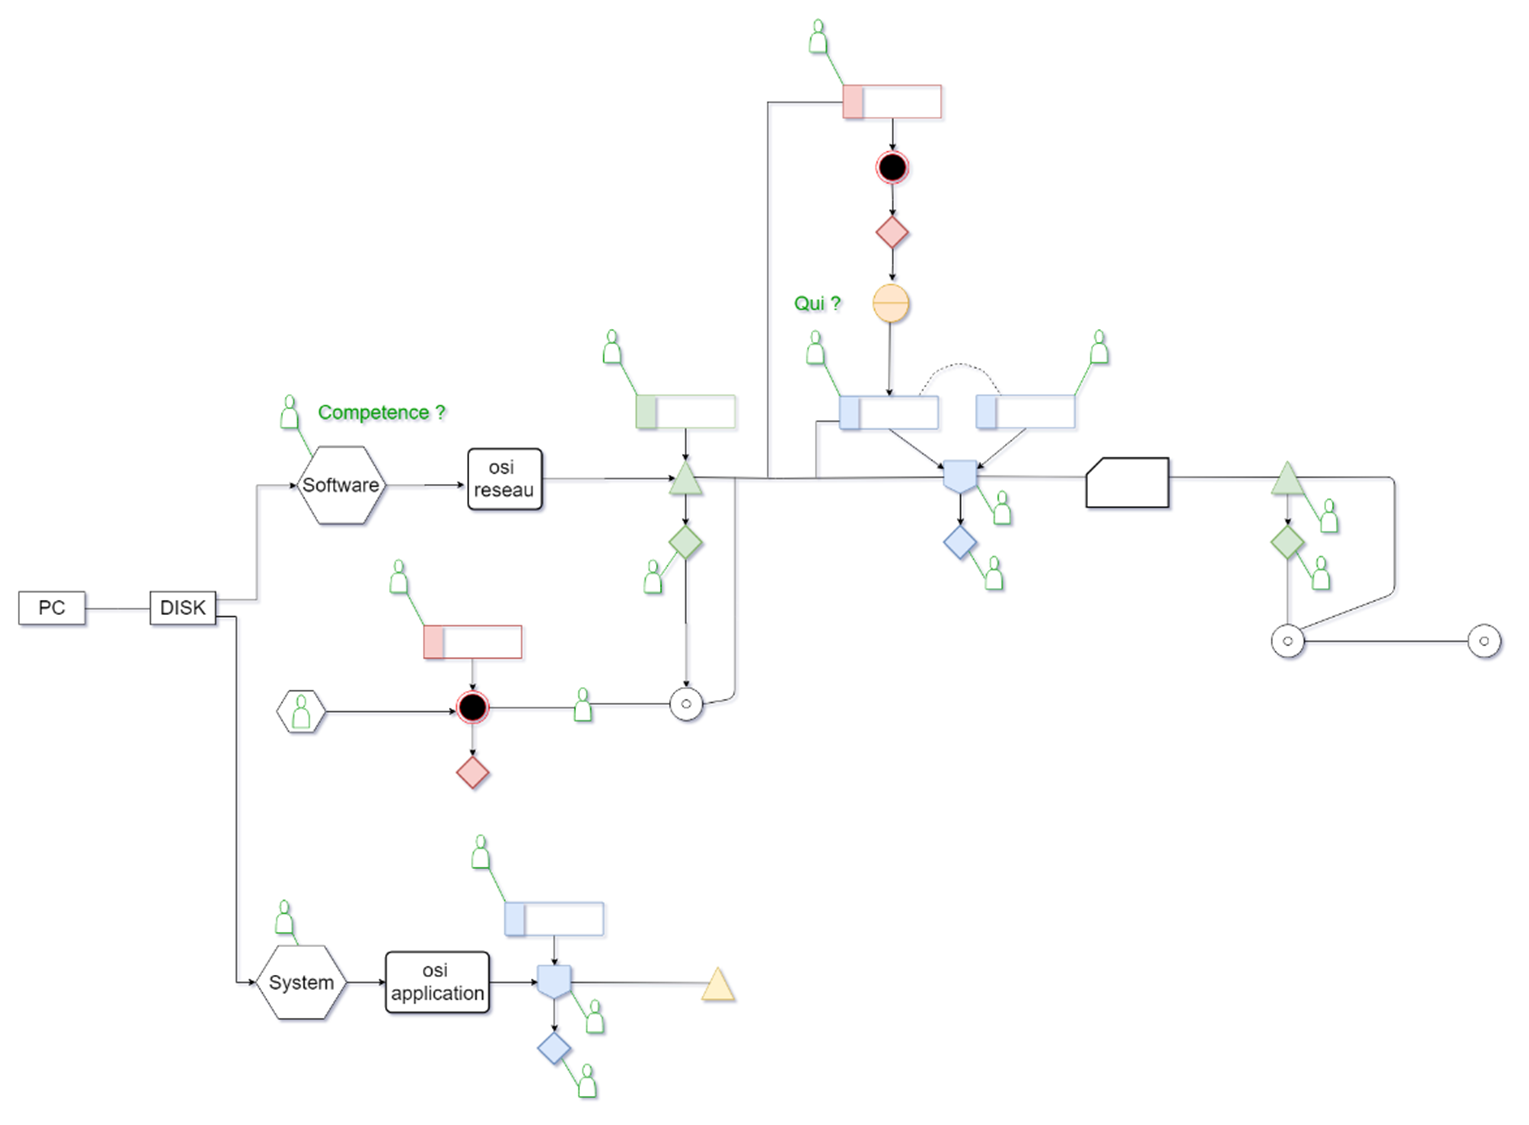 Qui ?
Competence ?
Software
osi
reseau
PC
DISK
System
osi
application